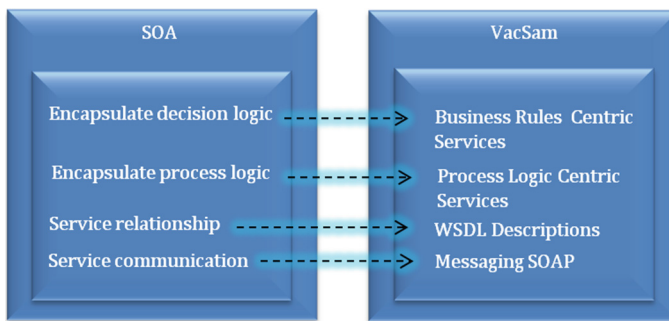 SOA
Encapsulate decision logic
Encapsulate process logic
Service relationship
Service communication
VacSam
Business Rules Centric
Services
Process Logic Centric
Services
WSDL Descriptions
Messaging SOAP